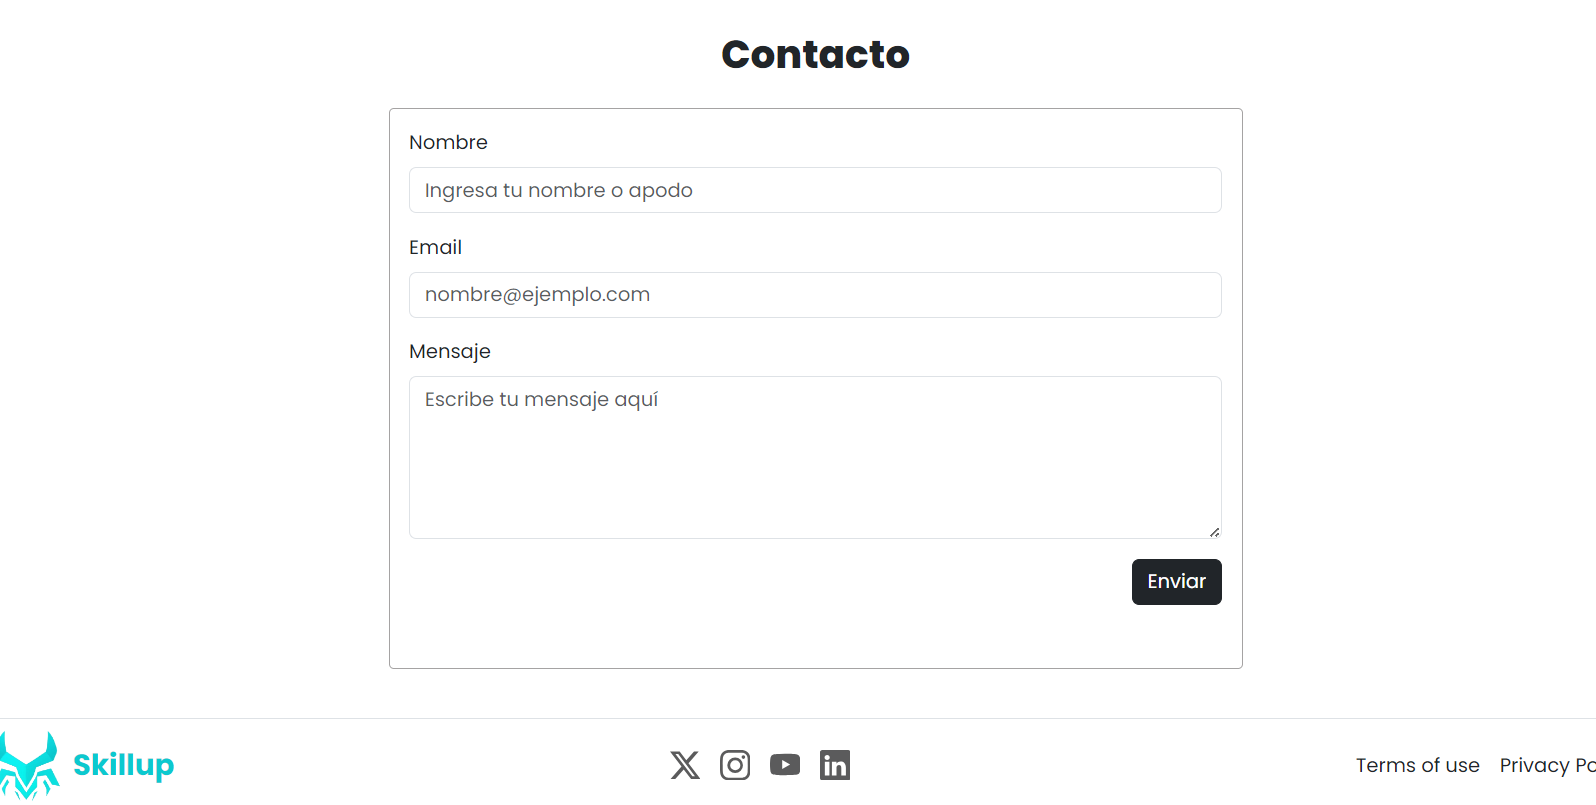 Contacto
Nombre
Ingresa tu nombre o apodo
Email
nombre@ejemplo.com
Mensaje
Escribe tu mensaje aquí
Enviar
Skillup
Terms of use Privacy Po